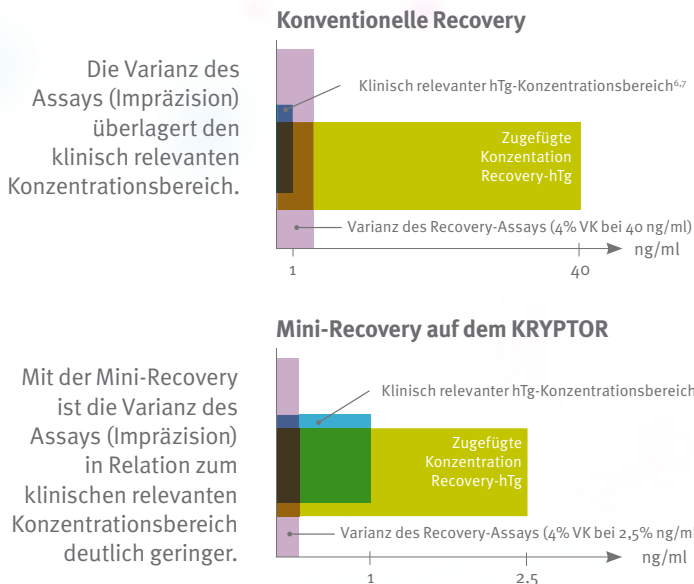 Konventionelle Recovery
Die Varianz des
Assays (Impräzision)
überlagert den
klinisch relevanten
Konzentrationsbereich.
Klinisch relevanter hTg-Konzentrationsbereich⁶,⁷
Zugefügte
Konzentation
Recovery-hTg
Varianz des Recovery-Assays (4% VK bei 40 ng/ml)
ng/ml
1
40
Mini-Recovery auf dem KRYPTOR
Mit der Mini-Recovery
ist die Varianz des
Assays (Impräzision)
in Relation zum
klinischen relevanten
Konzentrationsbereich
deutlich geringer.
Klinisch relevanter hTg-Konzentrationsbereich
Zugefügte
Konzentration
Recovery-hTg
Varianz des Recovery-Assays (4% VK bei 2,5% ng/m
ng/ml
1
2.5